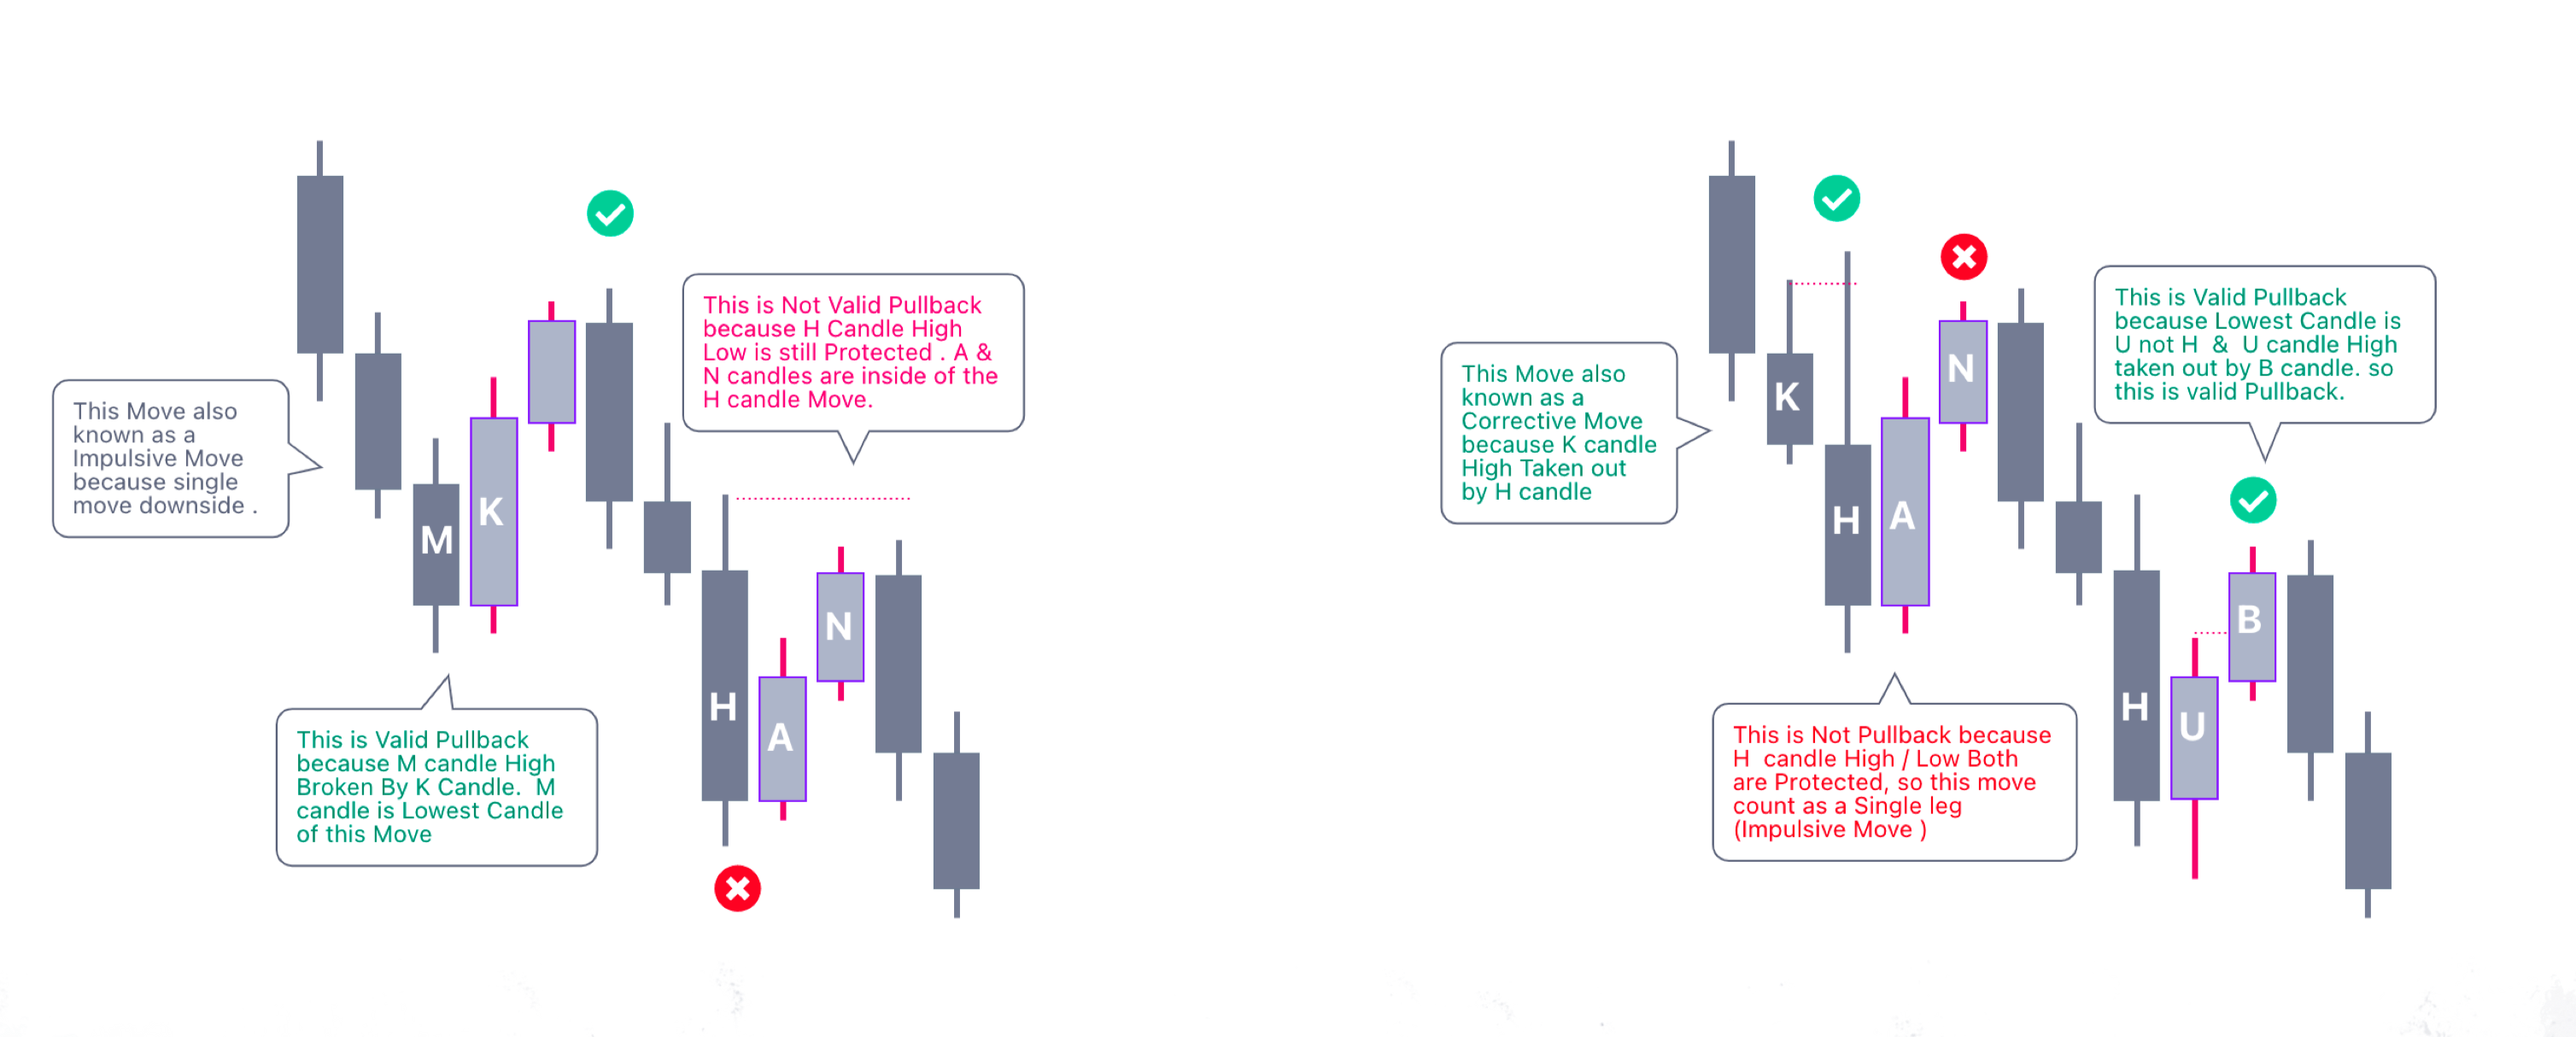 This Move also
known as a
Impulsive Move
because single
move downside .
M
K
This is Valid Pullback
because M candle High
Broken By K Candle.  M
candle is Lowest Candle
of this Move
This is Not Valid Pullback
because H Candle High
Low is still Protected . A &
N candles are inside of the
H candle Move.
H
A
N
This Move also
known as a
Corrective Move
because K candle
High Taken out
by H candle
K
H
A
N
This is Not Pullback because
H  candle High / Low Both
are Protected, so this move
count as a Single leg
(Impulsive Move )
This is Valid Pullback
because Lowest Candle is
U not H  &  U candle High
taken out by B candle. so
this is valid Pullback.
H
U
B